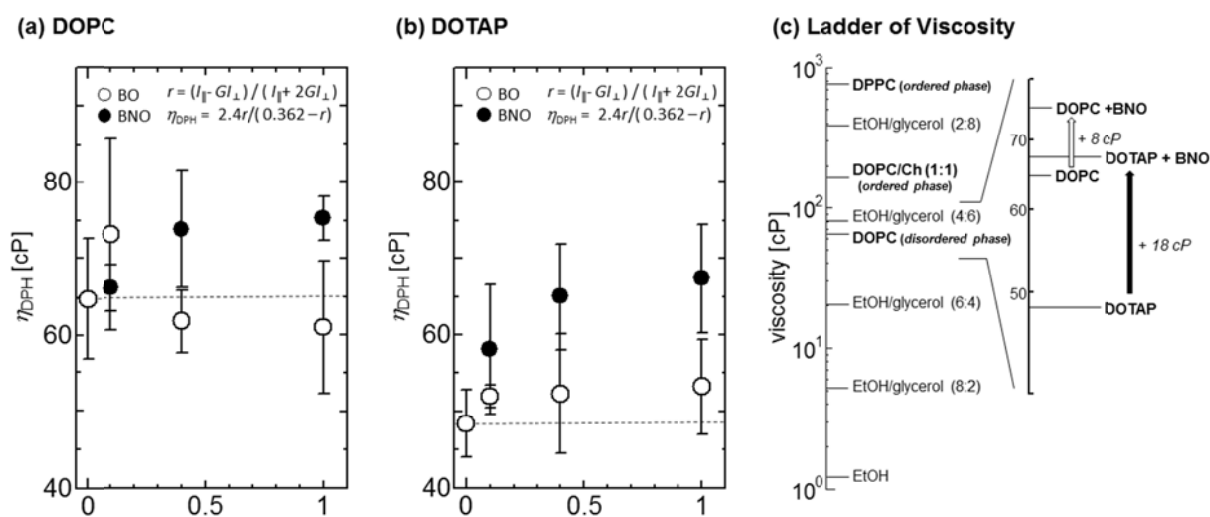 (a) DOPC
BO
BNO
r = (I∥- GI⊥) / ( I∥+ 2GI⊥)
ηDPH = 2.4r/( 0.362 – r)
80
60
40
ηDPH [cP]
0
0.5
1
(b) DOTAP
BO
BNO
r = (I∥- GI⊥) / ( I∥+ 2GI⊥)
ηDPH = 2.4r/( 0.362 – r)
80
60
40
ηDPH [cP]
0
0.5
1
(c) Ladder of Viscosity
viscosity [cP]
10³
10²
10¹
10⁰
DPPC (ordered phase)
EtOH/glycerol (2:8)
DOPC/Ch (1:1)
(ordered phase)
EtOH/glycerol (4:6)
DOPC (disordered phase)
EtOH/glycerol (6:4)
EtOH/glycerol (8:2)
EtOH
70
60
50
DOPC +BNO
+ 8 cP
DOTAP + BNO
DOPC
+ 18 cP
DOTAP